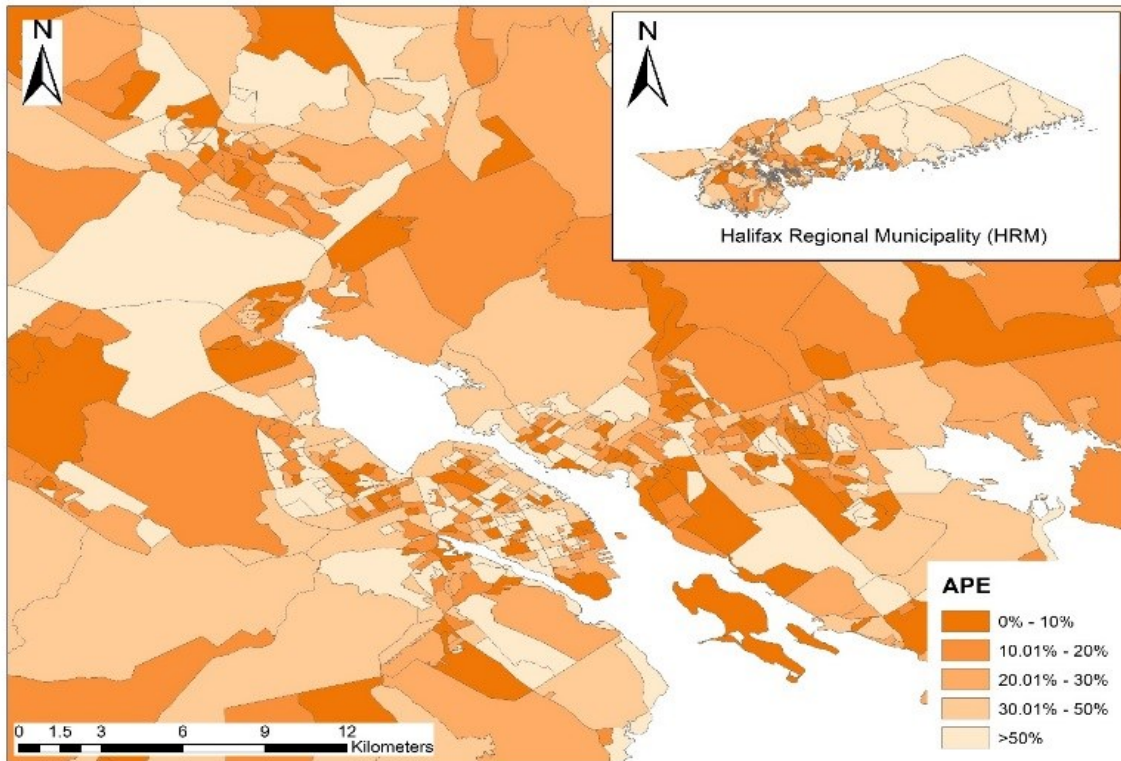 N
N
Halifax Regional Municipality (HRM)
APE
0% - 10%
10.01% - 20%
20.01% - 30%
30.01% - 50%
>50%
0 1.5 3 6 9 12
Kilometers